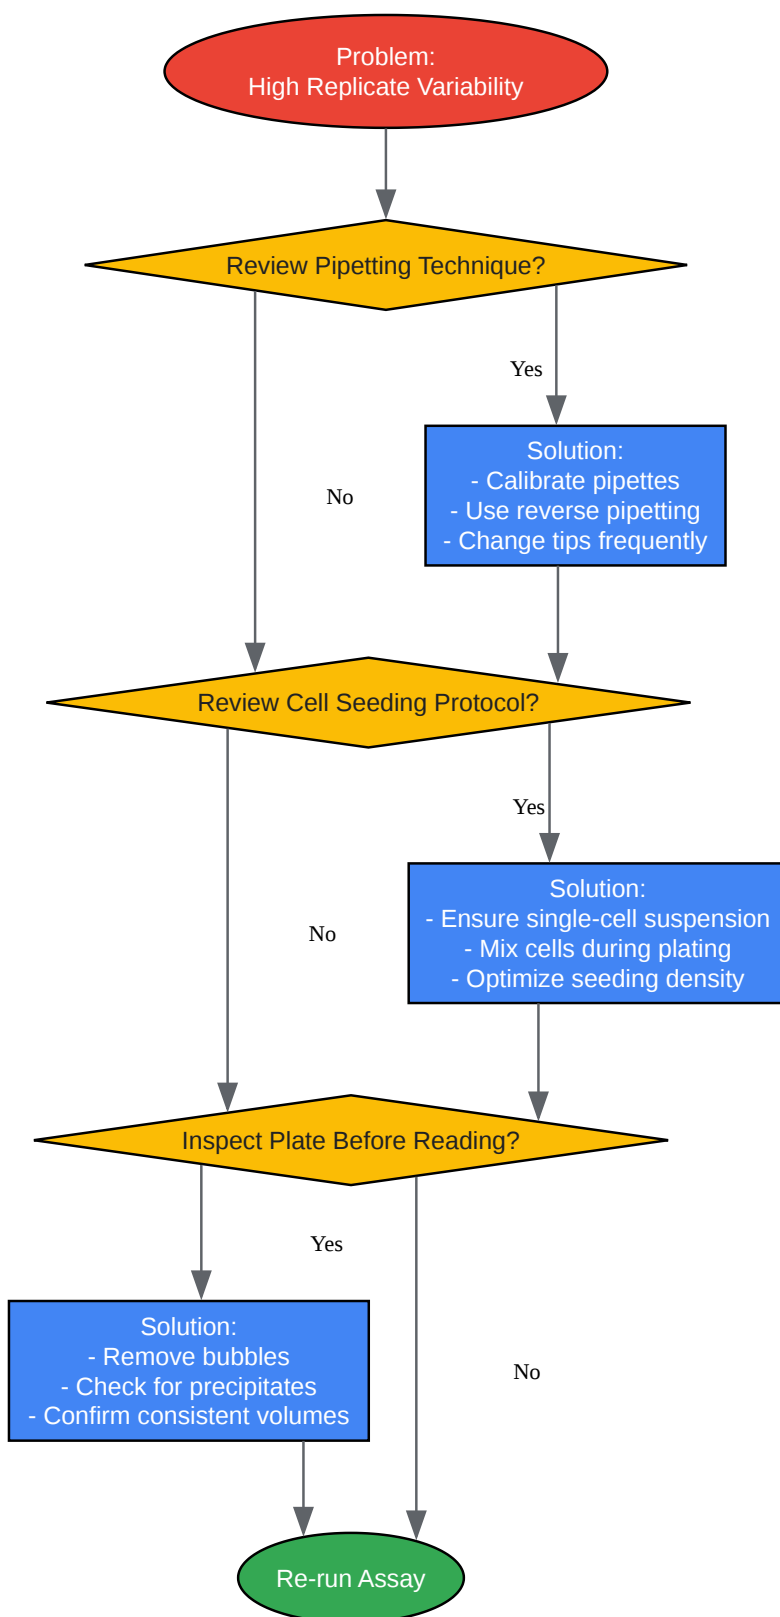 Problem:
High Replicate Variability
Review Pipetting Technique?
Yes
Solution:
- Calibrate pipettes
- Use reverse pipetting
- Change tips frequently
No
Review Cell Seeding Protocol?
Yes
Solution:
- Ensure single-cell suspension
- Mix cells during plating
- Optimize seeding density
No
Inspect Plate Before Reading?
Yes
Solution:
- Remove bubbles
- Check for precipitates
- Confirm consistent volumes
No
Re-run Assay